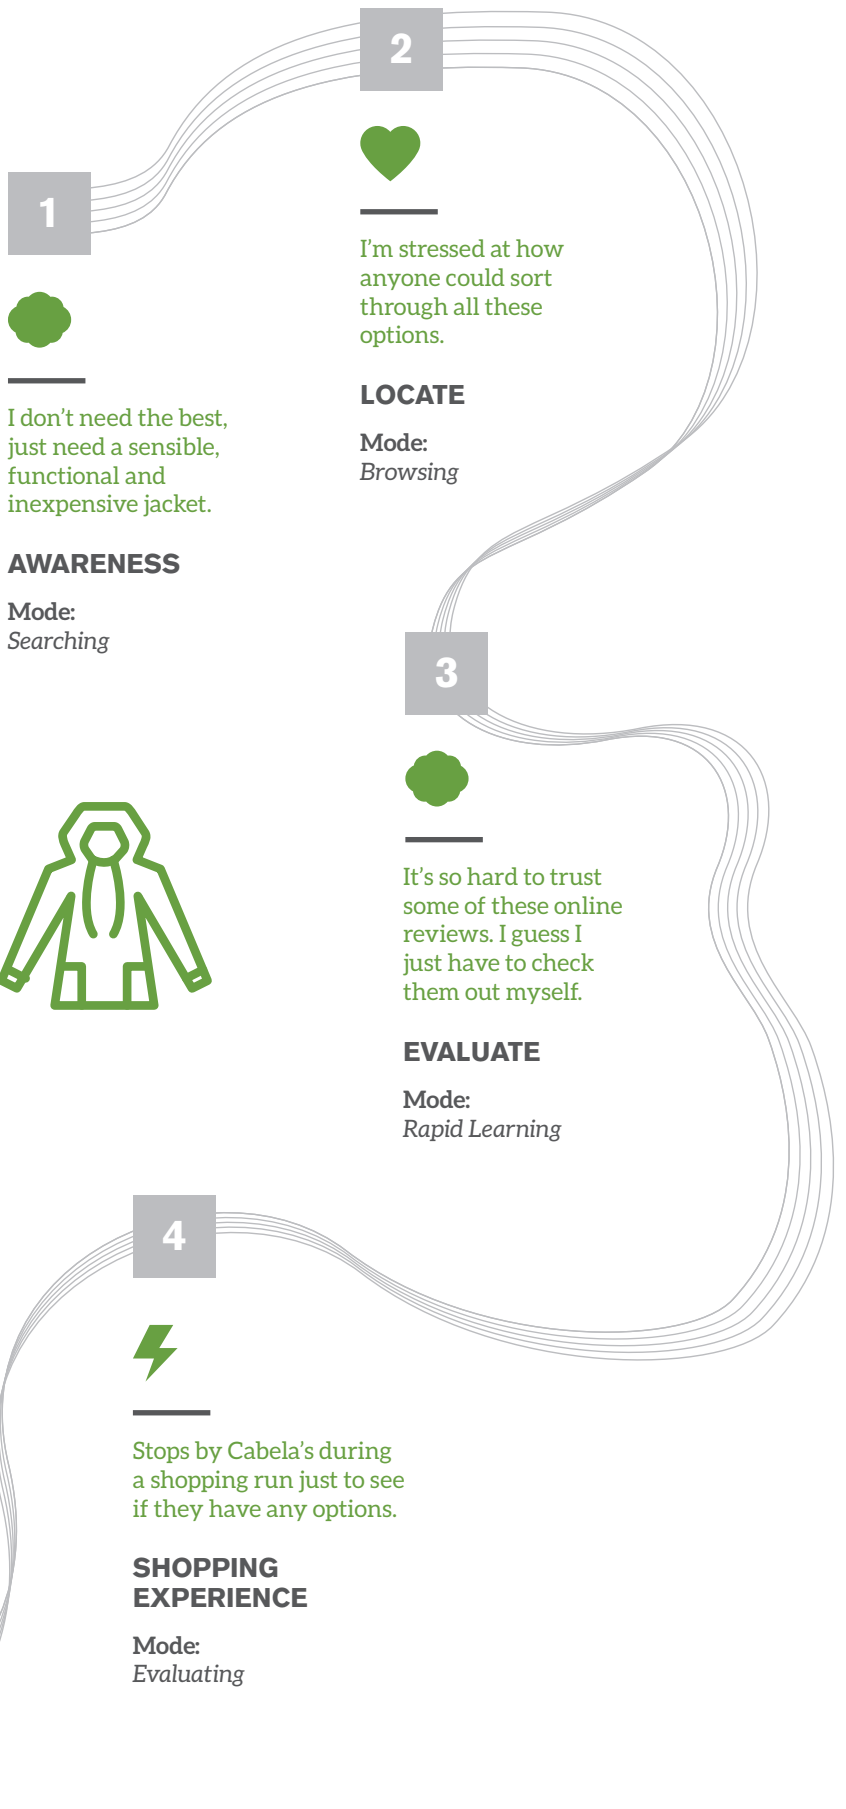 1
I don’t need the best,
just need a sensible,
functional and
inexpensive jacket.
AWARENESS
Mode:
Searching
2
I’m stressed at how
anyone could sort
through all these
options.
LOCATE
Mode:
Browsing
3
It’s so hard to trust
some of these online
reviews. I guess I
just have to check
them out myself.
EVALUATE
Mode:
Rapid Learning
4
Stops by Cabela’s during
a shopping run just to see
if they have any options.
SHOPPING
EXPERIENCE
Mode:
Evaluating